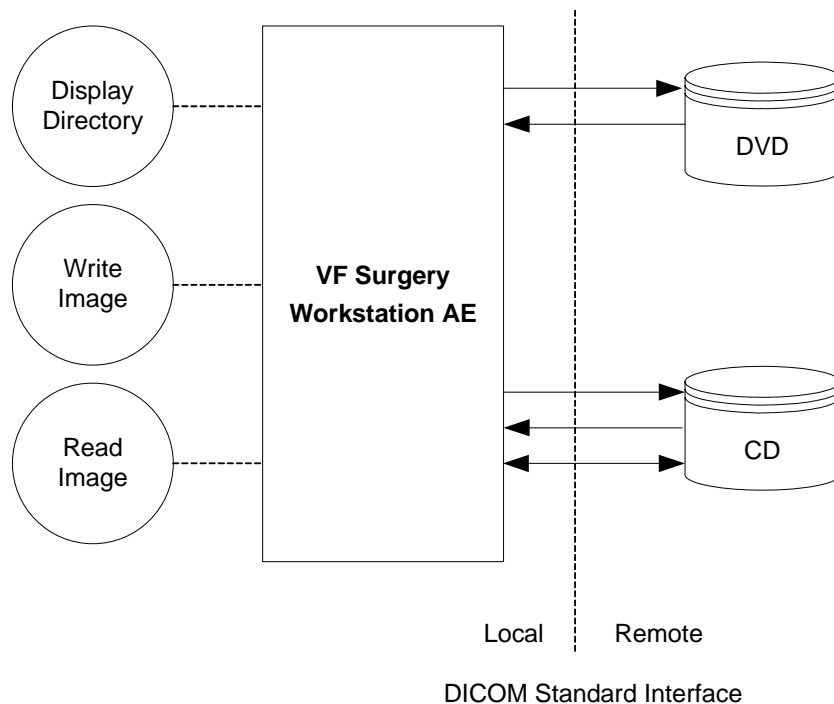 Display
Directory
DVD
Write
Image
VF Surgery
Workstation AE
Read
Image
CD
Local
Remote
DICOM Standard Interface